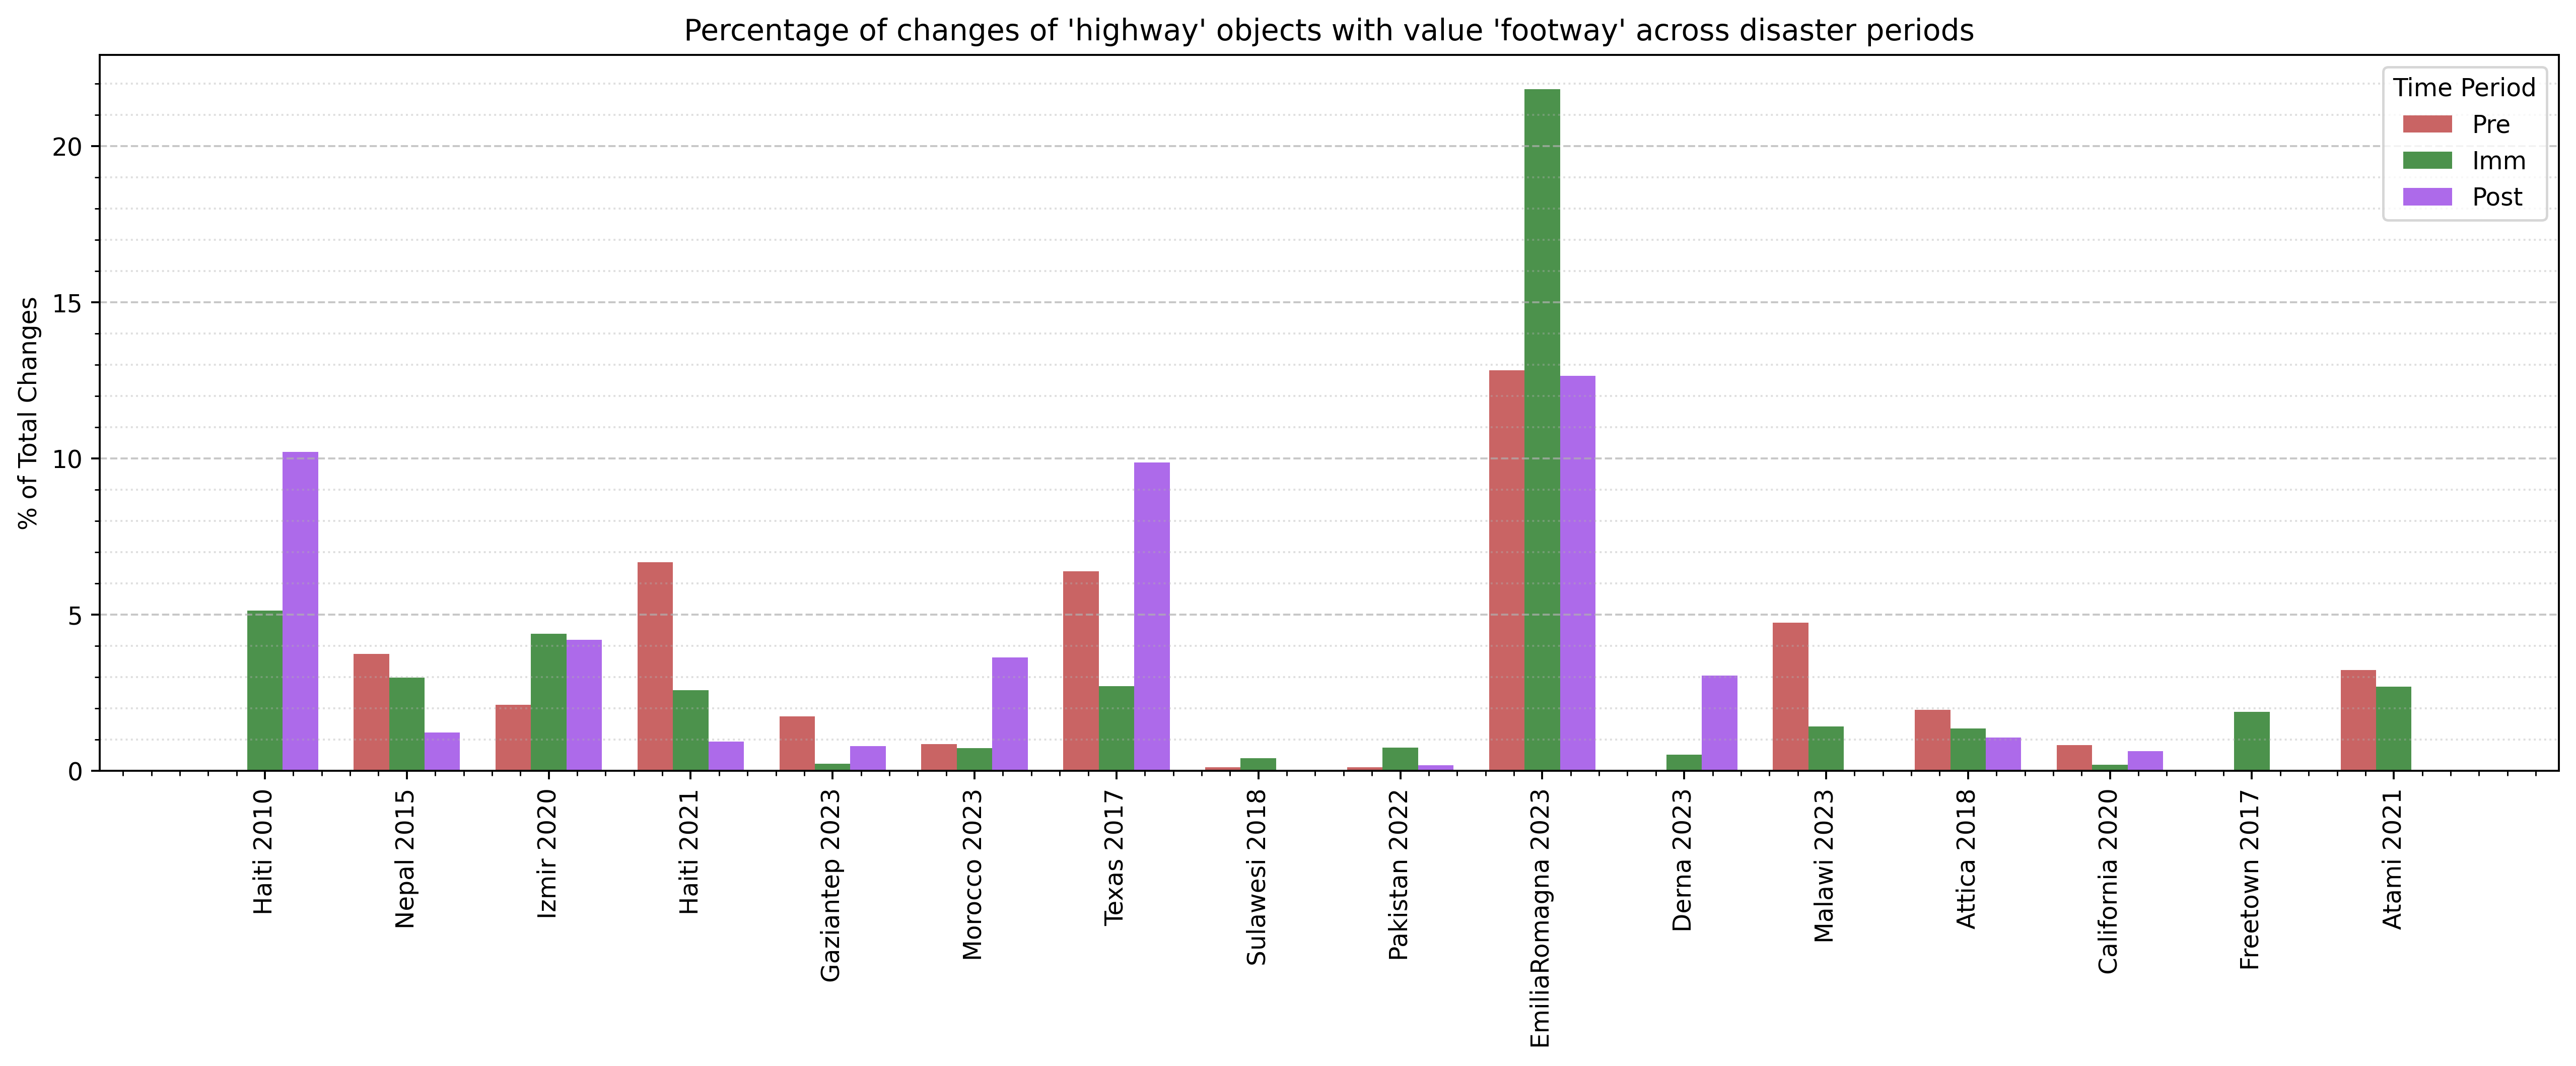 Percentage of changes of 'highway' objects with value 'footway' across disaster periods
% of Total Changes
20
15
10
5
0
Time Period
Pre
Imm
Post
Haiti 2010
Nepal 2015
Izmir 2020
Haiti 2021
Gaziantep 2023
Morocco 2023
Texas 2017
Sulawesi 2018
Pakistan 2022
EmiliaRomagna 2023
Derna 2023
Malawi 2023
Attica 2018
California 2020
Freetown 2017
Atami 2021